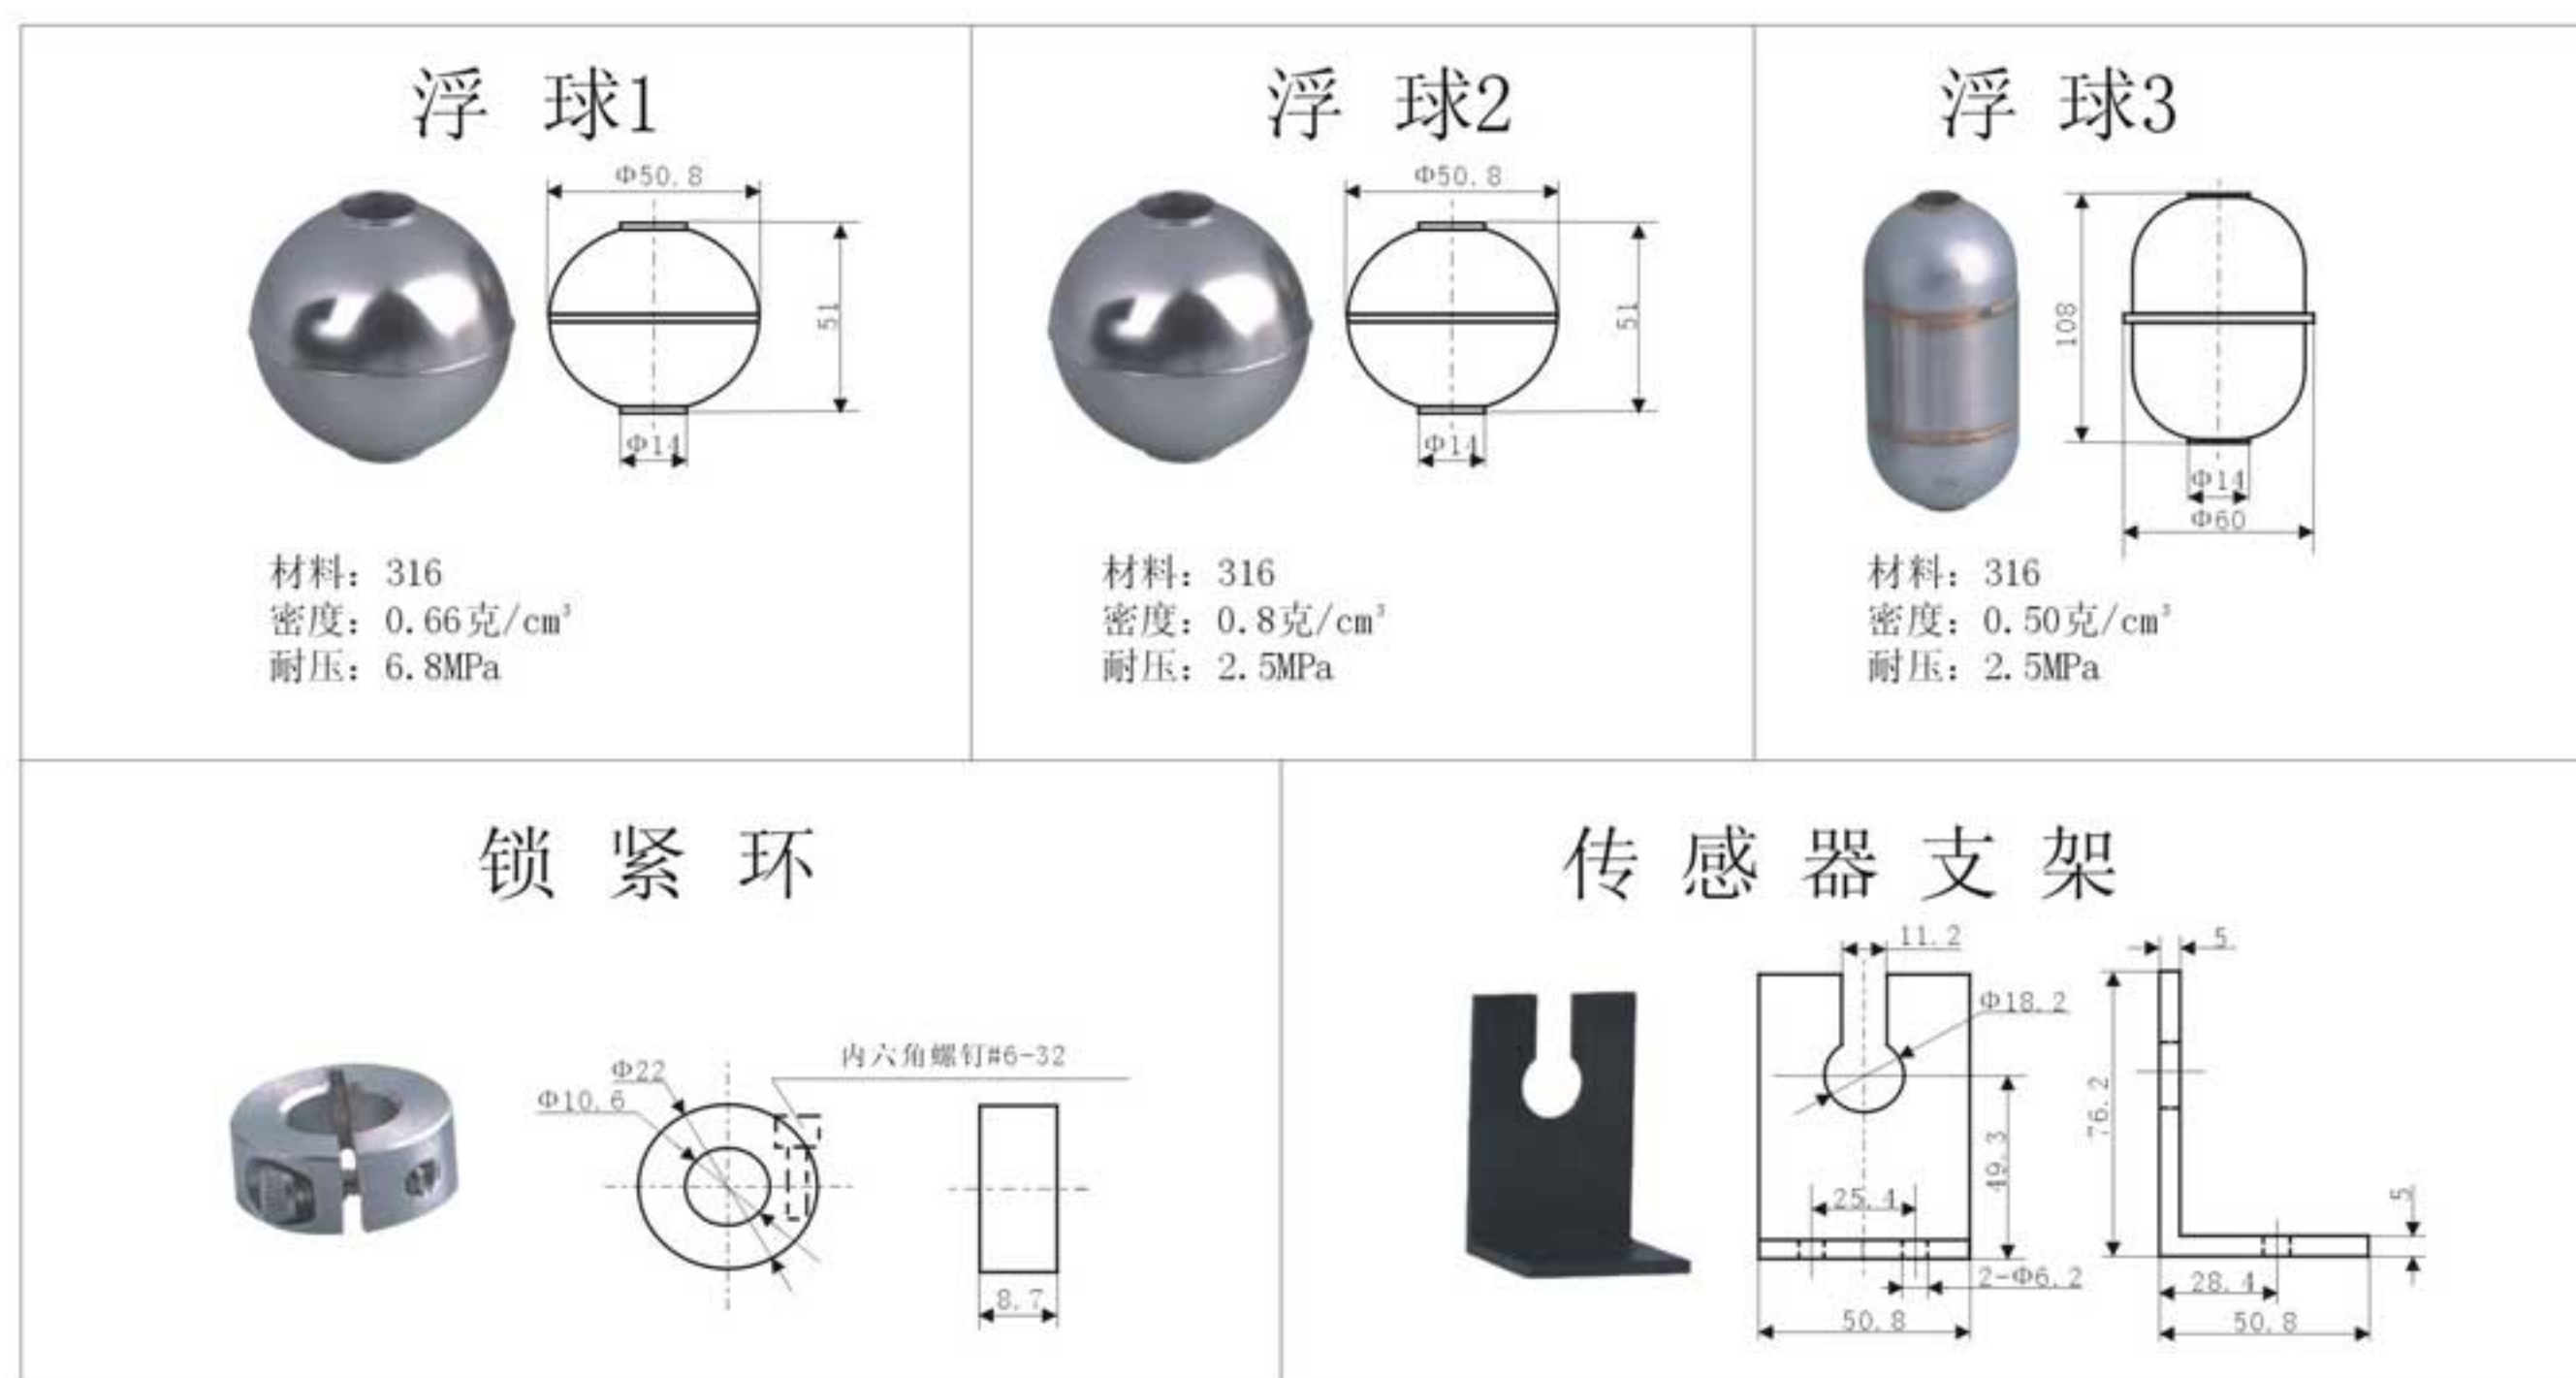 浮 球1
Φ50.8
51
Φ14
材料: 316
密度: 0.66克/cm³
耐压: 6.8MPa
浮 球2
Φ50.8
51
Φ14
材料: 316
密度: 0.8克/cm³
耐压: 2.5MPa
浮 球3
108
Φ14
Φ60
材料: 316
密度: 0.50克/cm³
耐压: 2.5MPa
锁 紧 环
内六角螺钉#6-32
Φ22
Φ10.6
8.7
传 感 器 支 架
11.2
Φ18.2
49.3
25.4
2-Φ6.2
50.8
5
76.2
5
28.4
50.8